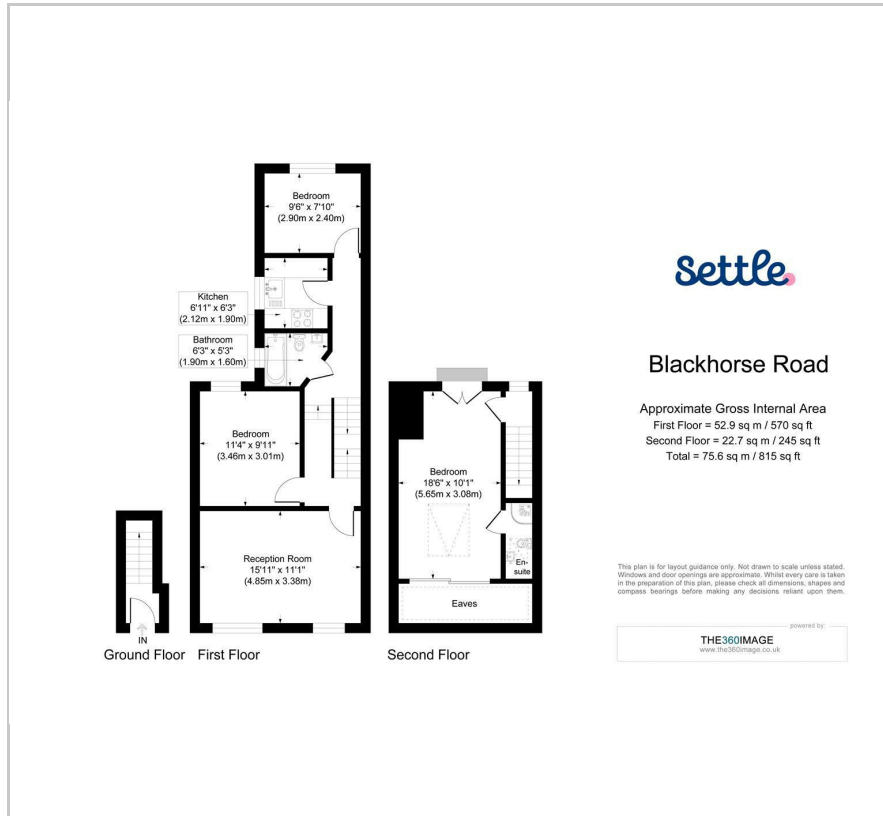 Bedroom
9'6" x 7'10"
(2.90m x 2.40m)
Kitchen
6'11" x 6'3"
(2.12m x 1.90m)
Bathroom
6'3" x 5'3"
(1.90m x 1.60m)
Bedroom
11'4" x 9'11"
(3.46m x 3.01m)
Reception Room
15'11" x 11'1"
(4.85m x 3.38m)
IN
Ground Floor
First Floor
Bedroom
18'6" x 10'1"
(5.65m x 3.08m)
En-
suite
Eaves
Second Floor
settle
Blackhorse Road
Approximate Gross Internal Area
First Floor = 52.9 sq m / 570 sq ft
Second Floor = 22.7 sq m / 245 sq ft
Total = 75.6 sq m / 815 sq ft
This plan is for layout guidance only. Not drawn to scale unless stated.
Windows and door openings are approximate. Whilst every care is taken
in the preparation of this plan, please check all dimensions, shapes and
compass bearings before making any decisions reliant upon them.
powered by:
THE360IMAGE
www.the360image.co.uk